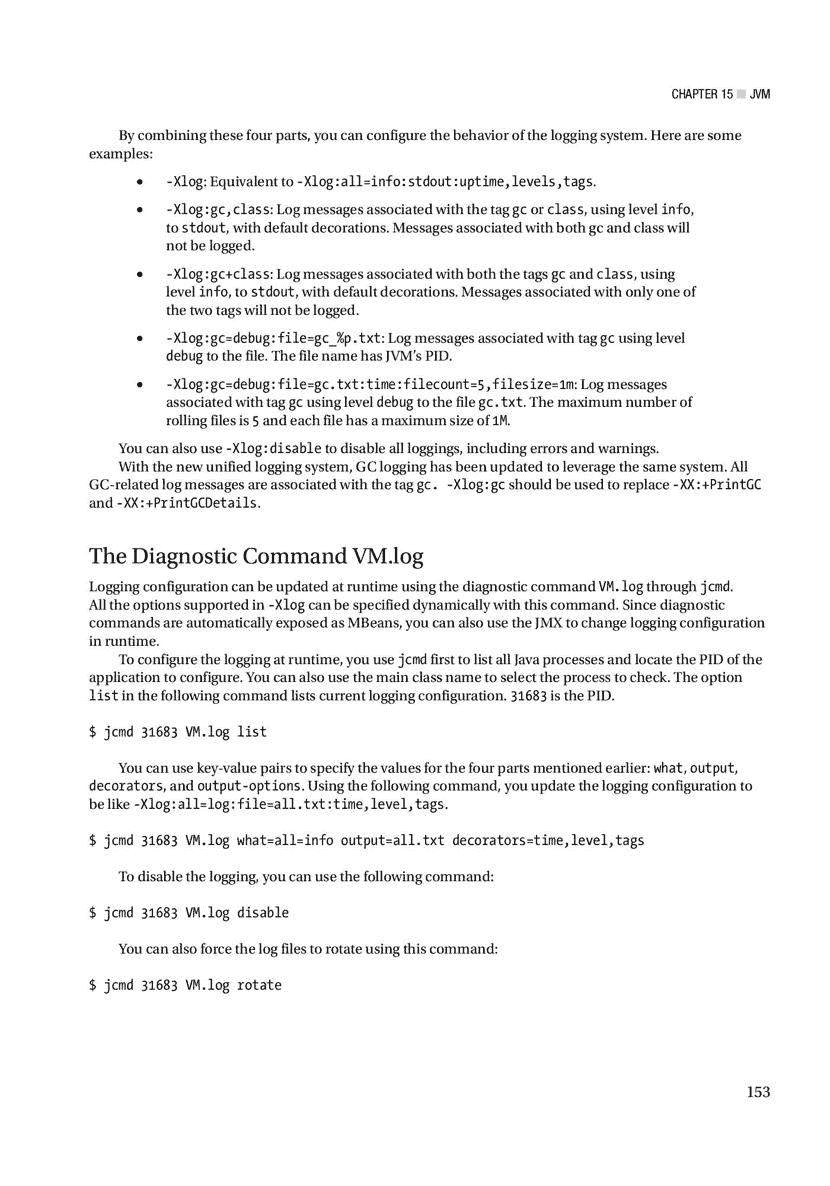 CHAPTER 15 ■ JVM
By combining these four parts, you can configure the behavior of the logging system. Here are some
examples:
• -Xlog: Equivalent to -Xlog:all=info:stdout:uptime,levels,tags.
• -Xlog:gc,class: Log messages associated with the tag gc or class, using level info,
to stdout, with default decorations. Messages associated with both gc and class will
not be logged.
• -Xlog:gc+class: Log messages associated with both the tags gc and class, using
level info, to stdout, with default decorations. Messages associated with only one of
the two tags will not be logged.
• -Xlog:gc=debug:file=gc_%p.txt: Log messages associated with tag gc using level
debug to the file. The file name has JVM's PID.
• -Xlog:gc=debug:file=gc.txt:time:filecount=5,filesize=1m: Log messages
associated with tag gc using level debug to the file gc.txt. The maximum number of
rolling files is 5 and each file has a maximum size of 1M.
You can also use -Xlog:disable to disable all loggings, including errors and warnings.
With the new unified logging system, GC logging has been updated to leverage the same system. All
GC-related log messages are associated with the tag gc. -Xlog:gc should be used to replace -XX:+PrintGC
and -XX:+PrintGCDetails.
The Diagnostic Command VM.log
Logging configuration can be updated at runtime using the diagnostic command VM.log through jcmd.
All the options supported in -Xlog can be specified dynamically with this command. Since diagnostic
commands are automatically exposed as MBeans, you can also use the JMX to change logging configuration
in runtime.
To configure the logging at runtime, you use jcmd first to list all Java processes and locate the PID of the
application to configure. You can also use the main class name to select the process to check. The option
list in the following command lists current logging configuration. 31683 is the PID.
$ jcmd 31683 VM.log list
You can use key-value pairs to specify the values for the four parts mentioned earlier: what, output,
decorators, and output-options. Using the following command, you update the logging configuration to
be like -Xlog:all=log:file=all.txt:time,level,tags.
$ jcmd 31683 VM.log what=all=info output=all.txt decorators=time,level,tags
To disable the logging, you can use the following command:
$ jcmd 31683 VM.log disable
You can also force the log files to rotate using this command:
$ jcmd 31683 VM.log rotate
153